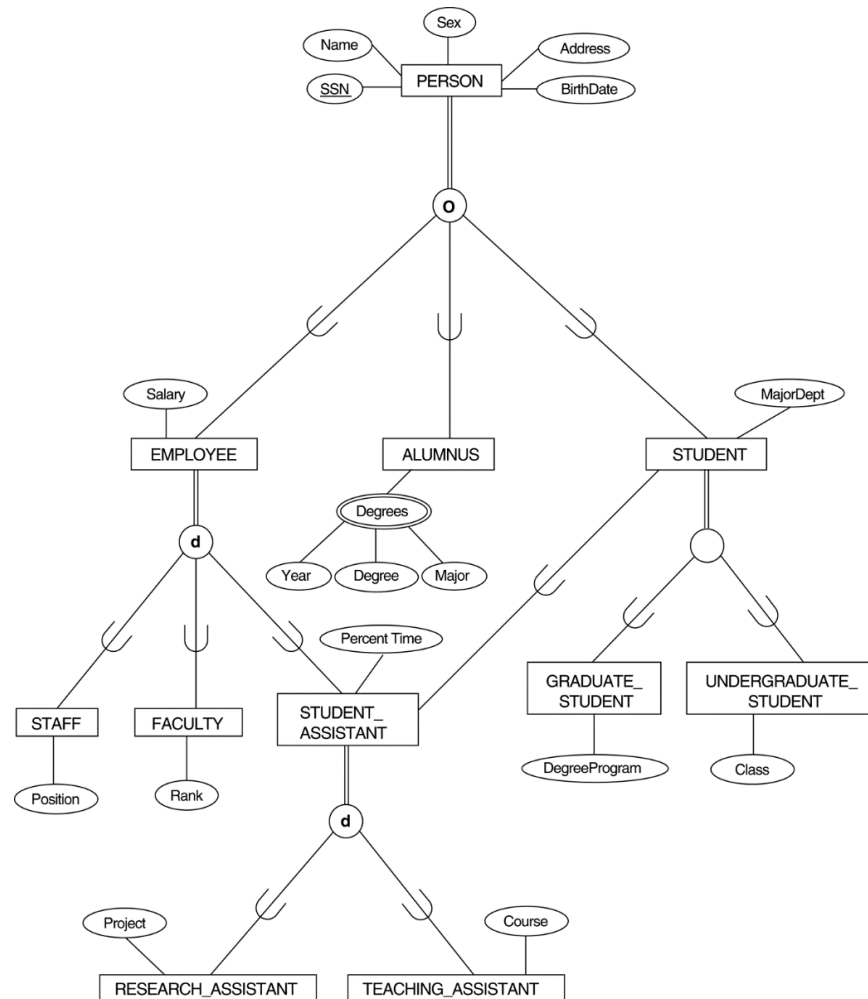 Sex
Name
Address
SSN
PERSON
BirthDate
O
Salary
MajorDept
EMPLOYEE
ALUMNUS
STUDENT
Degrees
d
Year
Degree
Major
Percent Time
GRADUATE_
STUDENT
UNDERGRADUATE_
STUDENT
STAFF
FACULTY
STUDENT_
ASSISTANT
DegreeProgram
Class
Position
Rank
d
Project
Course
RESEARCH_ASSISTANT
TEACHING_ASSISTANT